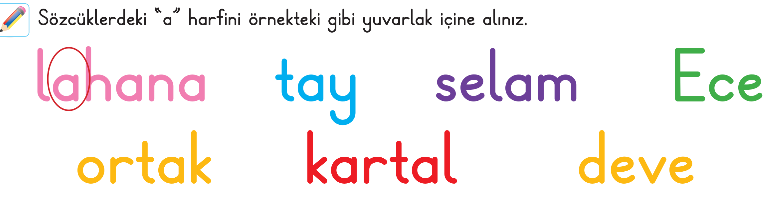 Sözcüklerdeki "a" harfini örnekteki gibi yuvarlak içine alınız.
lahana tay selam Ece
ortak kartal deve